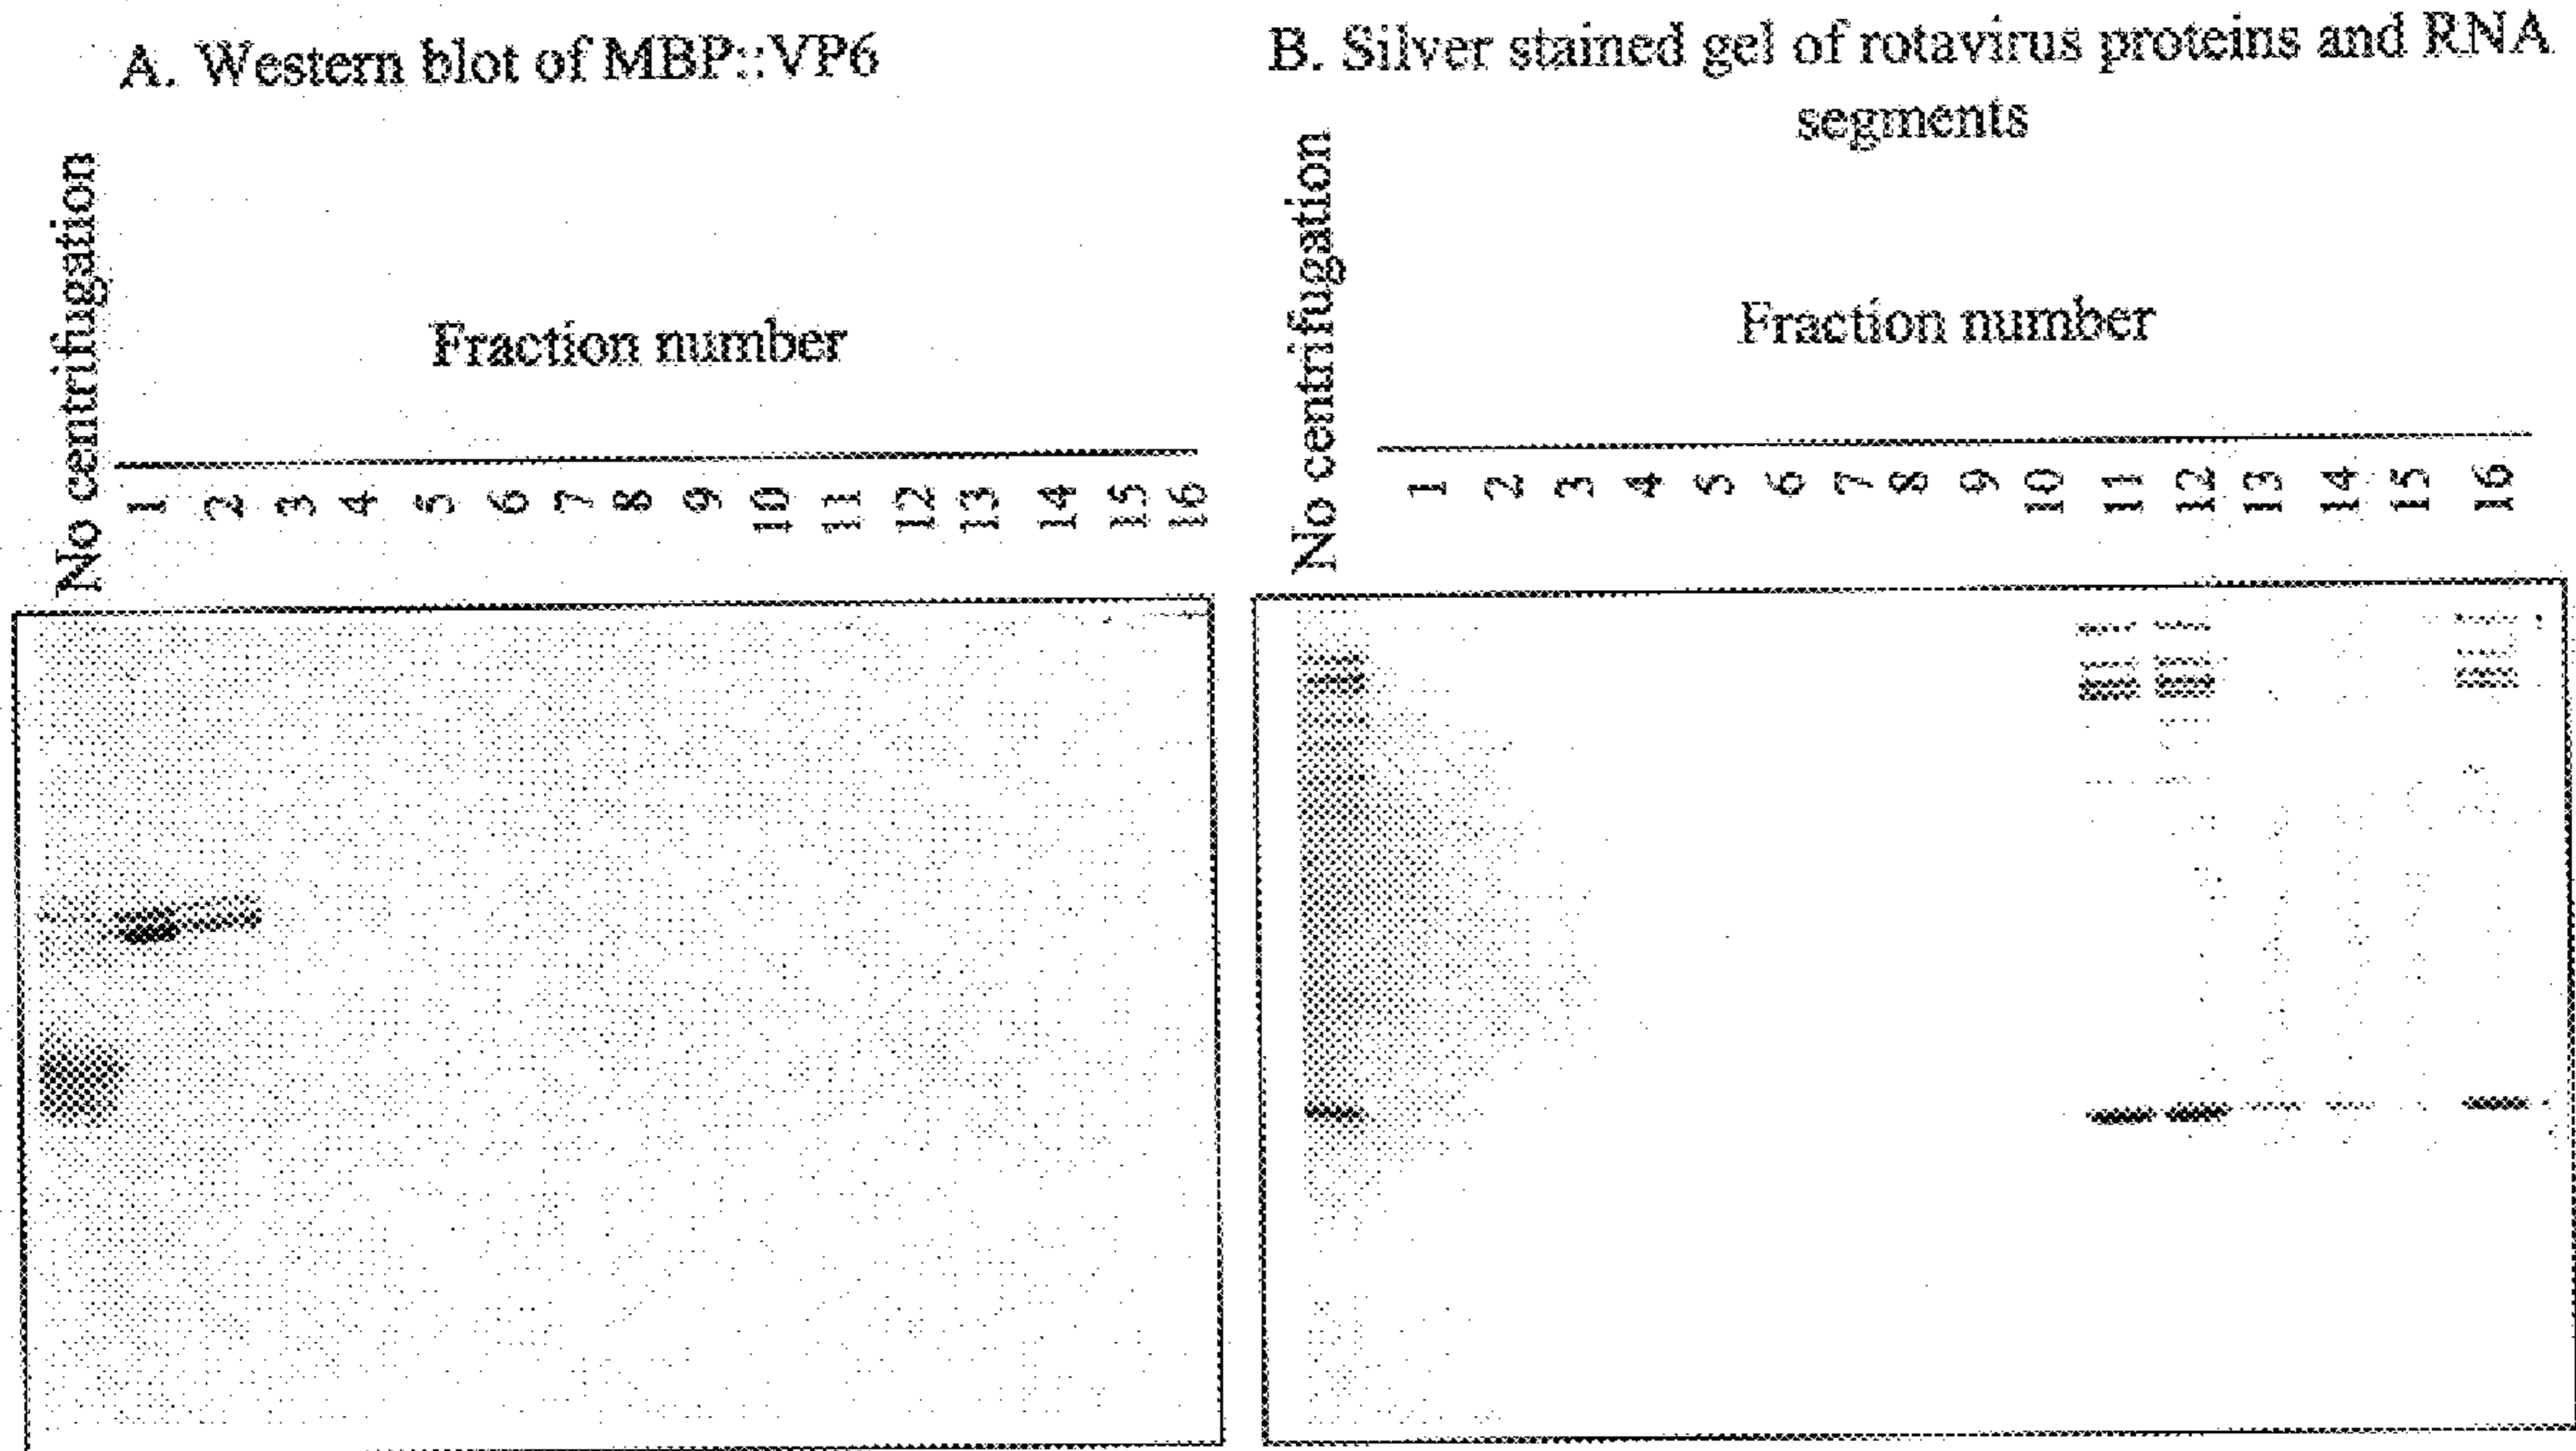 A. Western blot of MBP::VP6
No centrifugation
Fraction number
1 2 3 4 5 6 7 8 9 10 11 12 13 14 15 16
B. Silver stained gel of rotavirus proteins and RNA
segments
No centrifugation
Fraction number
1 2 3 4 5 6 7 8 9 10 11 12 13 14 15 16